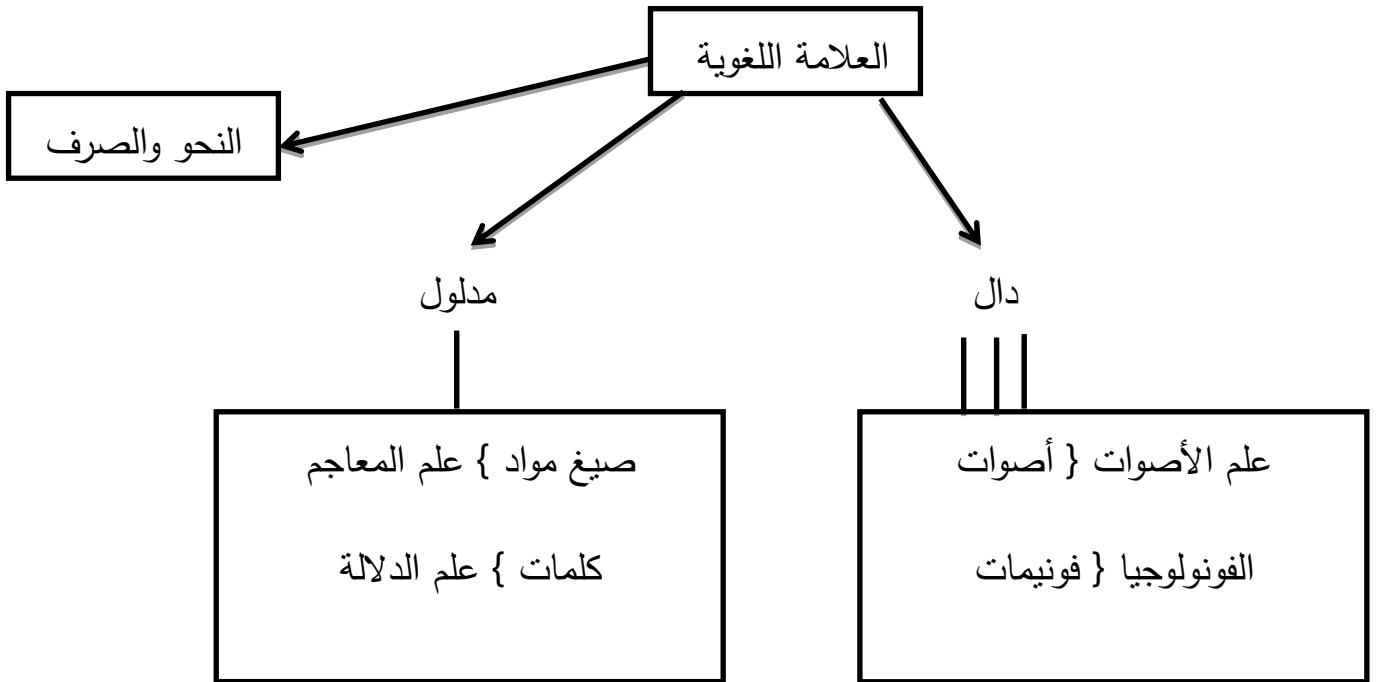 العلامة اللغوية
النحو والصرف
دال
مدلول
علم الأصوات { أصوات
الفونولوجيا { فونيمات
صيغ مواد } علم المعاجم
كلمات } علم الدلالة